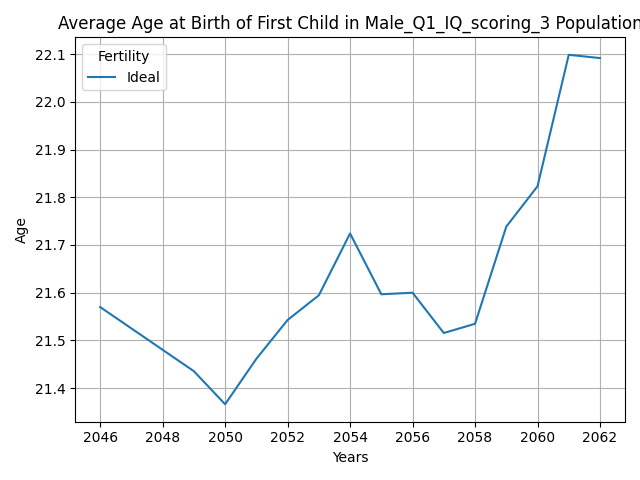 Average Age at Birth of First Child in Male_Q1_IQ_scoring_3 Population
Fertility
Ideal
22.1
22.0
21.9
21.8
21.7
21.6
21.5
21.4
Age
2046 2048 2050 2052 2054 2056 2058 2060 2062
Years